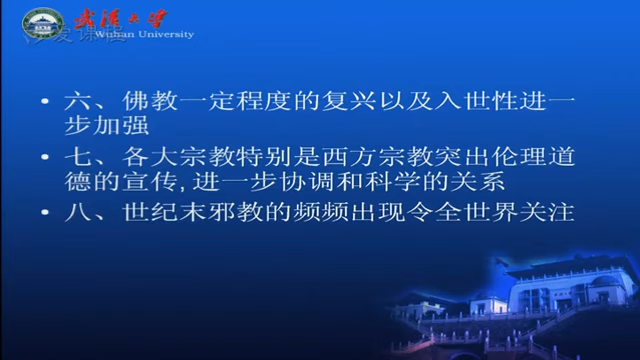 武汉大学
Wuhan University
爱课程
• 六、佛教一定程度的复兴以及入世性进一
步加强
• 七、各大宗教特别是西方宗教突出伦理道
德的宣传,进一步协调和科学的关系
• 八、世纪末邪教的频频出现令全世界关注